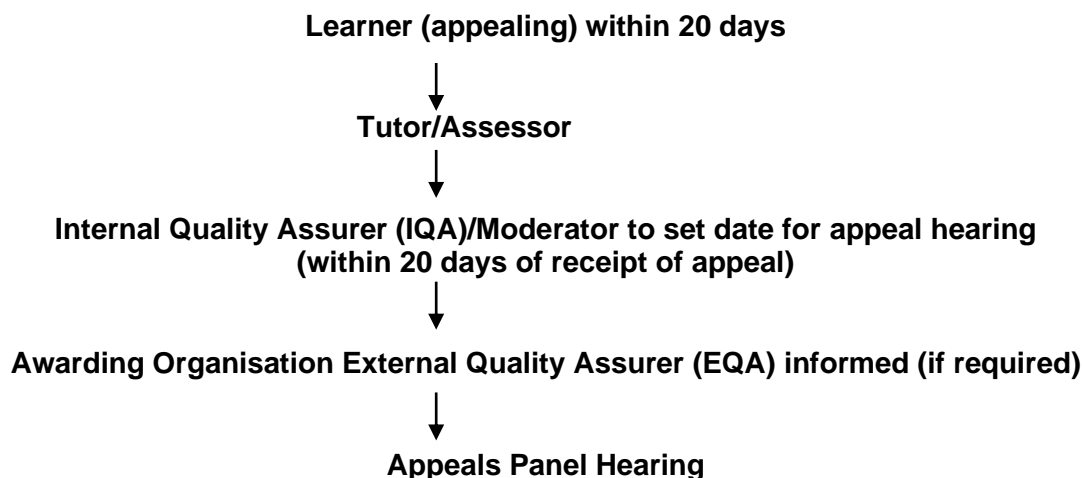 Learner (appealing) within 20 days
Tutor/Assessor
Internal Quality Assurer (IQA)/Moderator to set date for appeal hearing
(within 20 days of receipt of appeal)
Awarding Organisation External Quality Assurer (EQA) informed (if required)
Appeals Panel Hearing